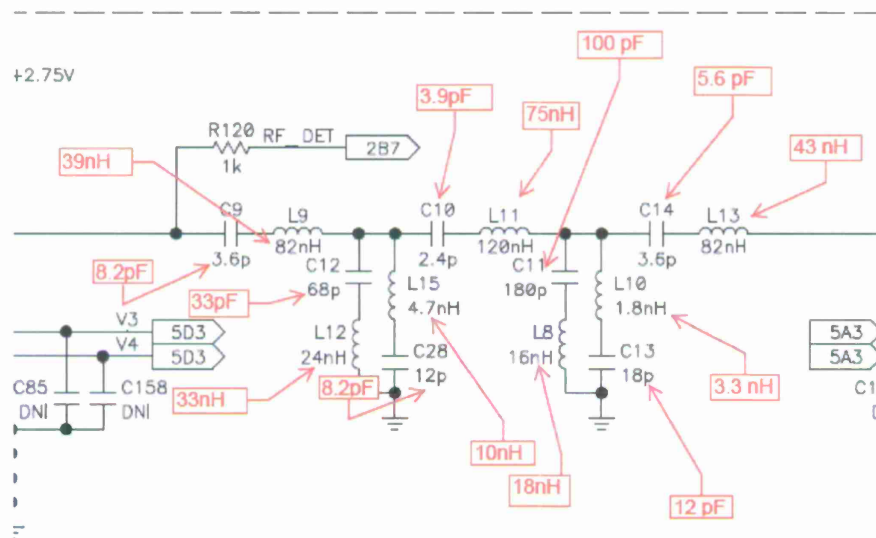 100 pF
+2.75V
3.9pF
75nH
5.6 pF
R120
RF_DET
2B7
1k
39nH
43 nH
C9
L9
C10
L11
C14
L13
3.6p
82nH
2.4p
120nH
3.6p
82nH
8.2pF
C12
L15
C11
L10
33pF
68p
4.7nH
180p
1.8nH
V3
5D3
L12
L8
5A3
V4
5D3
24nH
C28
16nH
C13
5A3
C85
C158
33nH
8.2pF
12p
18p
3.3 nH
C1
DNI
DNI
10nH
18nH
12 pF